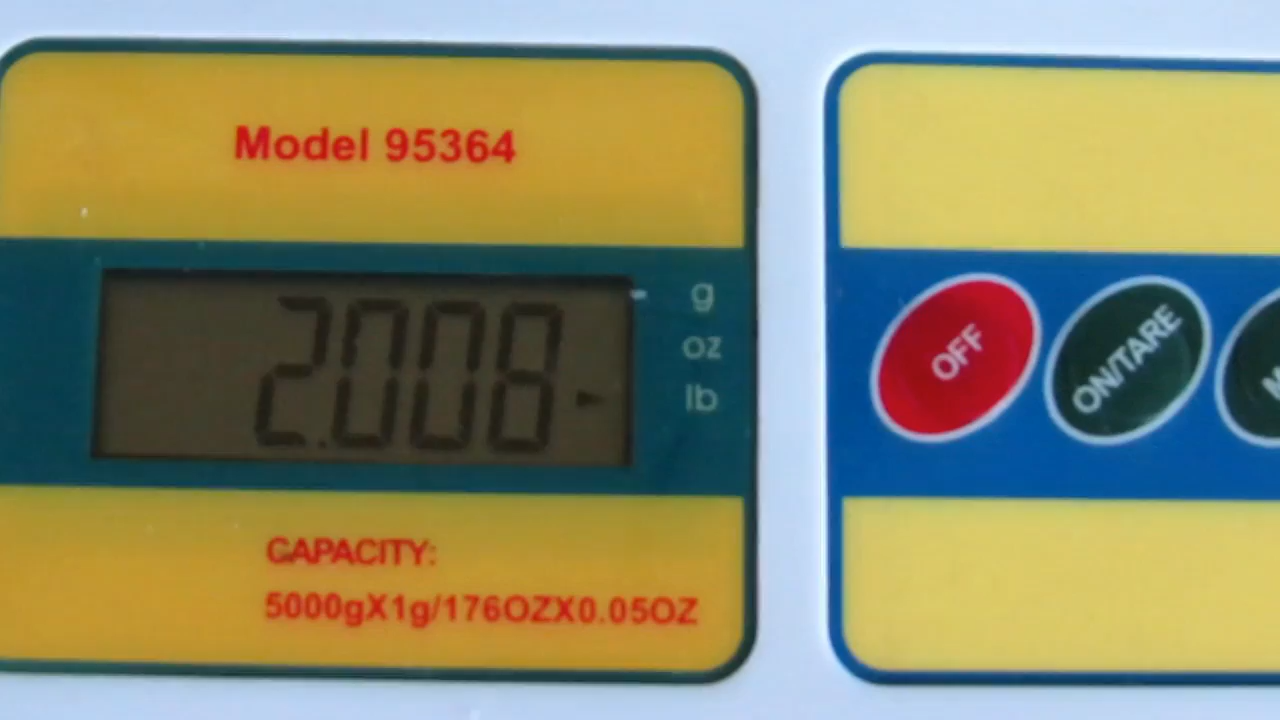 Model 95364
2.008
g
oz
lb
CAPACITY:
5000gX1g/176OZX0.05OZ
OFF
ON/TARE